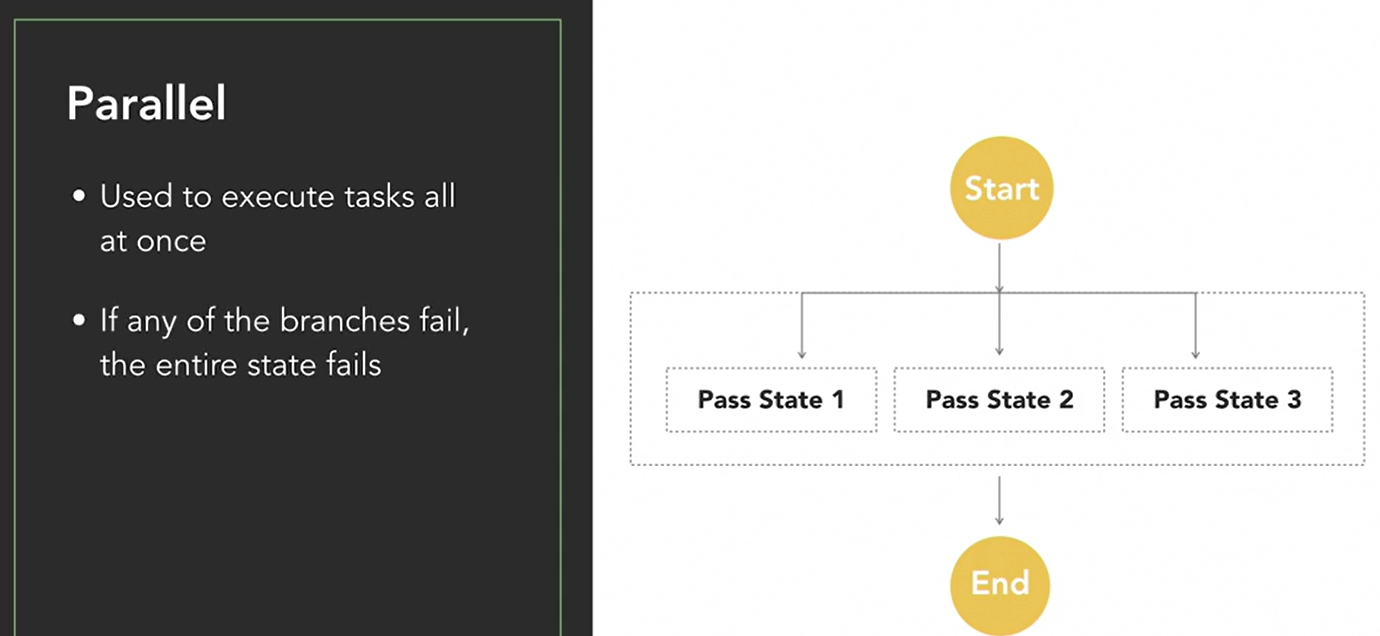 Parallel
• Used to execute tasks all
at once
• If any of the branches fail,
the entire state fails
Start
Pass State 1
Pass State 2
Pass State 3
End